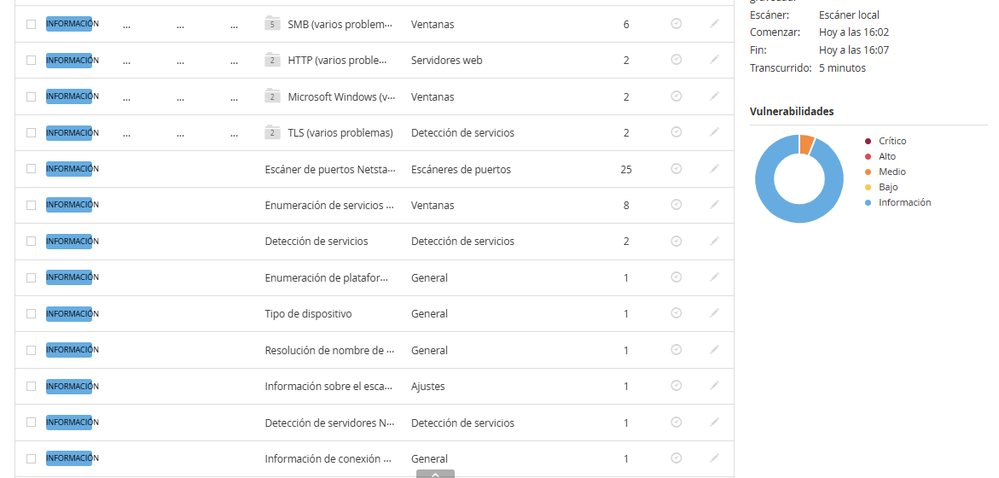 gravedad:
Escáner: Escáner local
Comenzar: Hoy a las 16:02
Fin: Hoy a las 16:07
Transcurrido: 5 minutos
Vulnerabilidades
Crítico
Alto
Medio
Bajo
Información
INFORMACIÓN ... ... ... 5 SMB (varios problem... Ventanas 6
INFORMACIÓN ... ... ... 2 HTTP (varios proble... Servidores web 2
INFORMACIÓN ... ... ... 2 Microsoft Windows (v... Ventanas 2
INFORMACIÓN ... ... ... 2 TLS (varios problemas) Detección de servicios 2
INFORMACIÓN Escáner de puertos Netsta... Escáneres de puertos 25
INFORMACIÓN Enumeración de servicios ... Ventanas 8
INFORMACIÓN Detección de servicios Detección de servicios 2
INFORMACIÓN Enumeración de platafor... General 1
INFORMACIÓN Tipo de dispositivo General 1
INFORMACIÓN Resolución de nombre de ... General 1
INFORMACIÓN Información sobre el esca... Ajustes 1
INFORMACIÓN Detección de servidores N... Detección de servicios 1
INFORMACIÓN Información de conexión ... General 1